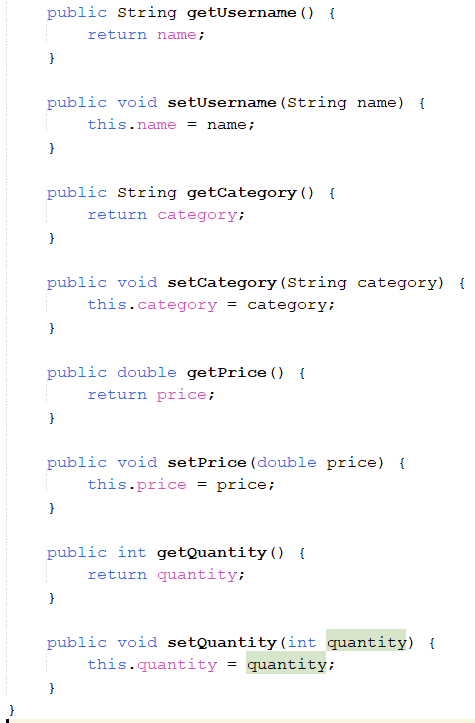 public String getUsername() {
return name;
}
public void setUsername(String name) {
this.name = name;
}
public String getCategory() {
return category;
}
public void setCategory(String category) {
this.category = category;
}
public double getPrice() {
return price;
}
public void setPrice(double price) {
this.price = price;
}
public int getQuantity() {
return quantity;
}
public void setQuantity(int quantity) {
this.quantity = quantity;
}
}